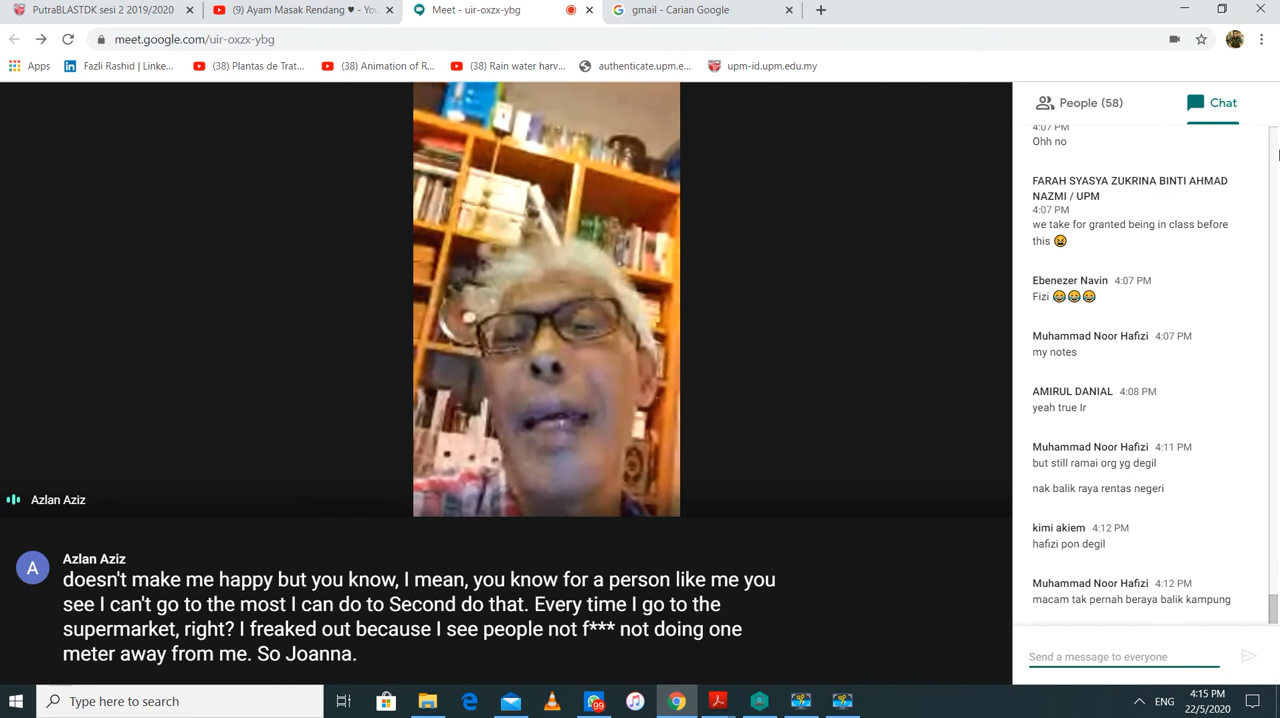 PutraBLASTDK sesi 2 2019/2020
(9) Ayam Masak Rendang ♥ - You
Meet - uir-oxzx-ybg
gmail - Carian Google
meet.google.com/uir-oxzx-ybg
Apps
Fazli Rashid | Linke...
(38) Plantas de Trat...
(38) Animation of R...
(38) Rain water harv...
authenticate.upm.e...
upm-id.upm.edu.my
People (58)
Chat
4:07 PM
Ohh no
FARAH SYASYA ZUKRINA BINTI AHMAD
NAZMI / UPM
4:07 PM
we take for granted being in class before
this 😫
Ebenezer Navin 4:07 PM
Fizi 😂😂😂
Muhammad Noor Hafizi 4:07 PM
my notes
AMIRUL DANIAL 4:08 PM
yeah true Ir
Muhammad Noor Hafizi 4:11 PM
but still ramai org yg degil
nak balik raya rentas negeri
kimi akiem 4:12 PM
hafizi pon degil
Muhammad Noor Hafizi 4:12 PM
macam tak pernah beraya balik kampung
Send a message to everyone
Azlan Aziz
A
Azlan Aziz
doesn't make me happy but you know, I mean, you know for a person like me you
see I can't go to the most I can do to Second do that. Every time I go to the
supermarket, right? I freaked out because I see people not f*** not doing one
meter away from me. So Joanna.
Type here to search
99
ENG
4:15 PM
22/5/2020